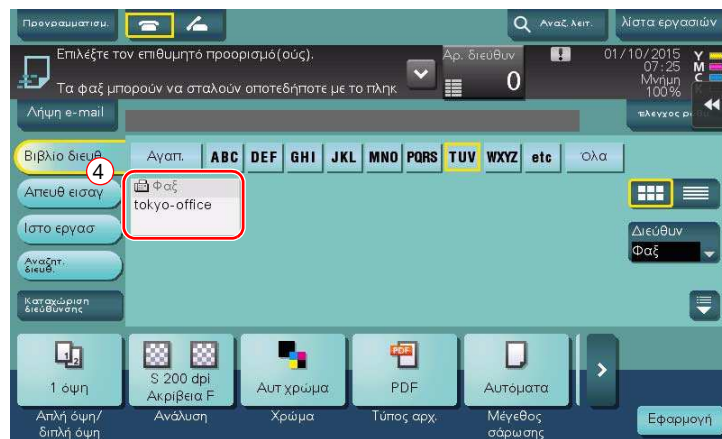 Προγραμματισμ.
Αναζ. λειτ.
λίστα εργασιών
Επιλέξτε τον επιθυμητό προορισμό(ούς).
Τα φαξ μπορούν να σταλούν οποτεδήποτε με το πληκ
Αρ. διευθύν
0
01/10/2015
07:25
Μνήμη
100%
Y
M
C
K
Λήψη e-mail
Βιβλίο διευθ
Αγαπ.
ABC
DEF
GHI
JKL
MNO
PQRS
TUV
WXYZ
etc
Όλα
4
Φαξ
tokyo-office
Απευθ εισαγ
Ιστο εργασ
Αναζητ.
διευθ.
Καταχώριση
διεύθυνσης
Διεύθυν
Φαξ
1 όψη
S 200 dpi
Ακρίβεια F
Αυτ χρώμα
PDF
PDF
Αυτόματα
Απλή όψη/
διπλή όψη
Ανάλυση
Χρώμα
Τύπος αρχ.
Μέγεθος
σάρωσης
Εφαρμογή